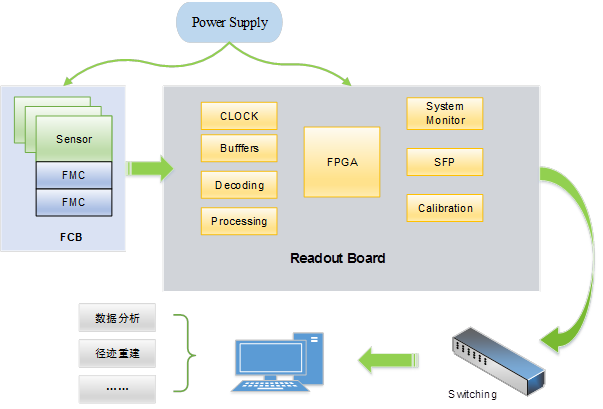 Power Supply
Sensor
FMC
FMC
FCB
CLOCK
Bufffers
Decoding
Processing
FPGA
System
Monitor
SFP
Calibration
Readout Board
数据分析
径迹重建
……
Switching